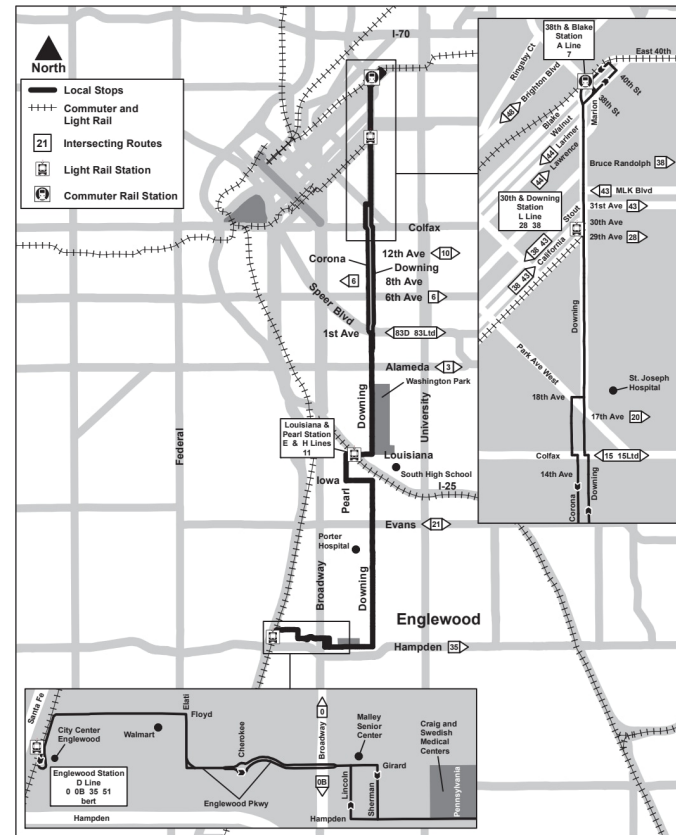 North
Local Stops
Commuter and
Light Rail
21 Intersecting Routes
Light Rail Station
Commuter Rail Station
I-70
Colfax
12th Ave 10
Corona
Downing
8th Ave
6
6th Ave 6
Speer Blvd
1st Ave
83D 83Ltd
Alameda 3
Washington Park
Downing
University
Federal
Louisiana &
Pearl Station
E & H Lines
11
Louisiana
South High School
I-25
Iowa
Pearl
Evans 21
Porter
Hospital
Broadway
Downing
Englewood
Hampden 35
38th & Blake
Station
A Line
7
East 40th
Ringsby Ct
48 Brighton Blvd
40th St
38th St
Marion
Blake
Walnut
44 Larimer
44 Lawrence
Bruce Randolph 38
43 MLK Blvd
31st Ave 43
30th Ave
29th Ave 28
30th & Downing
Station
L Line
28 38
Stout
38 43
California
38 43
Downing
Park Ave West
St. Joseph
Hospital
18th Ave
17th Ave 20
Colfax
15 15Ltd
14th Ave
Corona
Downing
Santa Fe
City Center
Englewood
Walmart
Elati
Floyd
Cherokee
Englewood Pkwy
0
Broadway
0B
Malley
Senior
Center
Craig and
Swedish
Medical
Centers
Girard
Lincoln
Sherman
Pennsylvania
Englewood Station
D Line
0 0B 35 51
bert
Hampden
Hampden